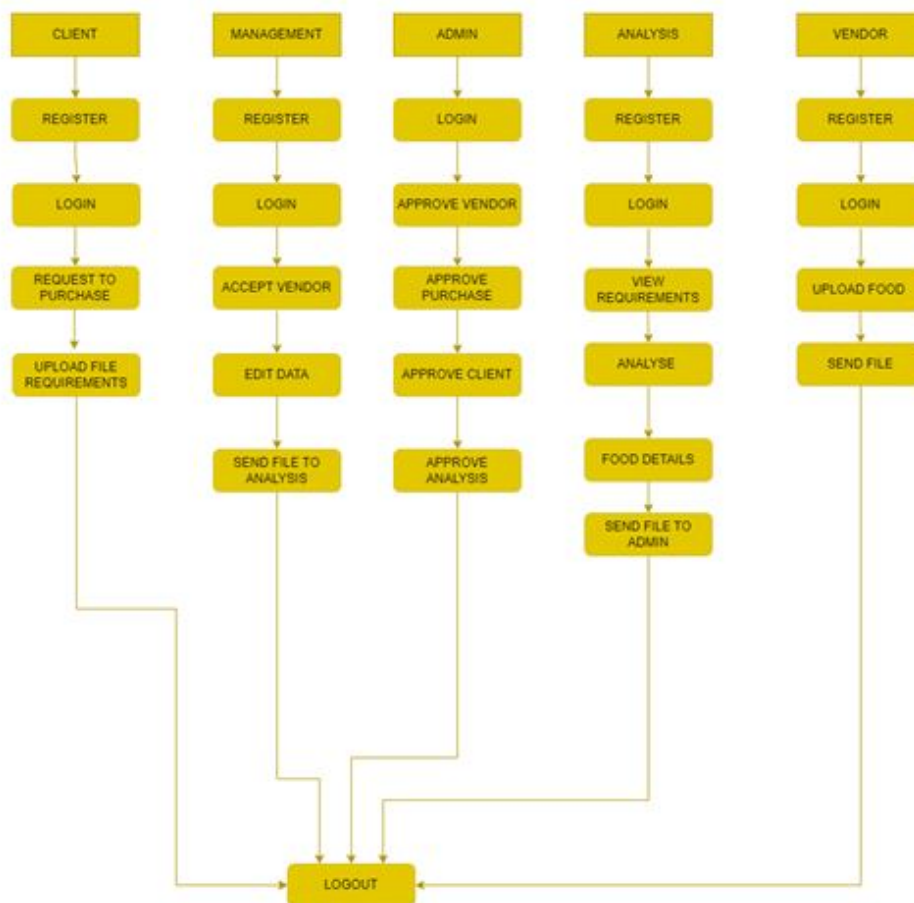 CLIENT
MANAGEMENT
ADMIN
ANALYSIS
VENDOR
REGISTER
REGISTER
LOGIN
REGISTER
REGISTER
LOGIN
LOGIN
APPROVE VENDOR
LOGIN
LOGIN
REQUEST TO
PURCHASE
ACCEPT VENDOR
APPROVE
PURCHASE
VIEW
REQUIREMENTS
UPLOAD FOOD
UPLOAD FILE
REQUIREMENTS
EDIT DATA
APPROVE CLIENT
ANALYSE
SEND FILE
SEND FILE TO
ANALYSIS
APPROVE
ANALYSIS
FOOD DETAILS
SEND FILE TO
ADMIN
LOGOUT